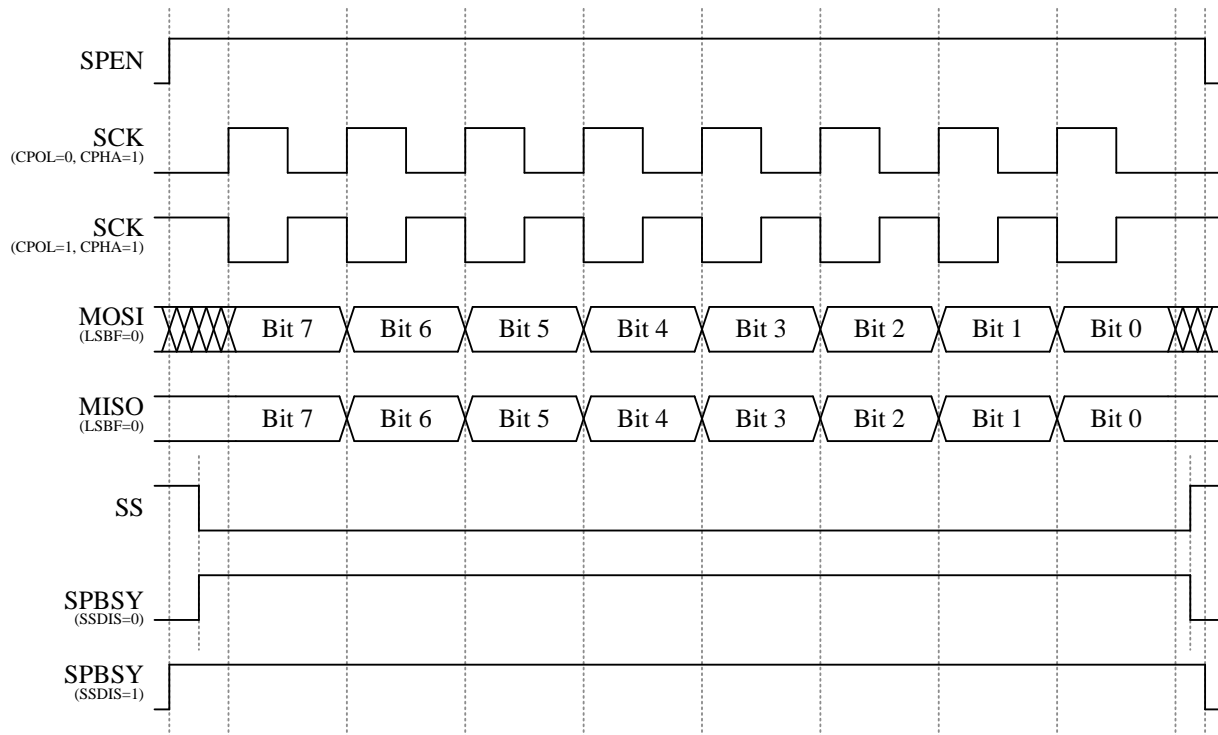 SPEN
SCK
(CPOL=0, CPHA=1)
SCK
(CPOL=1, CPHA=1)
MOSI
(LSBF=0)
Bit 7 Bit 6 Bit 5 Bit 4 Bit 3 Bit 2 Bit 1 Bit 0
MISO
(LSBF=0)
Bit 7 Bit 6 Bit 5 Bit 4 Bit 3 Bit 2 Bit 1 Bit 0
SS
SPBSY
(SSDIS=0)
SPBSY
(SSDIS=1)